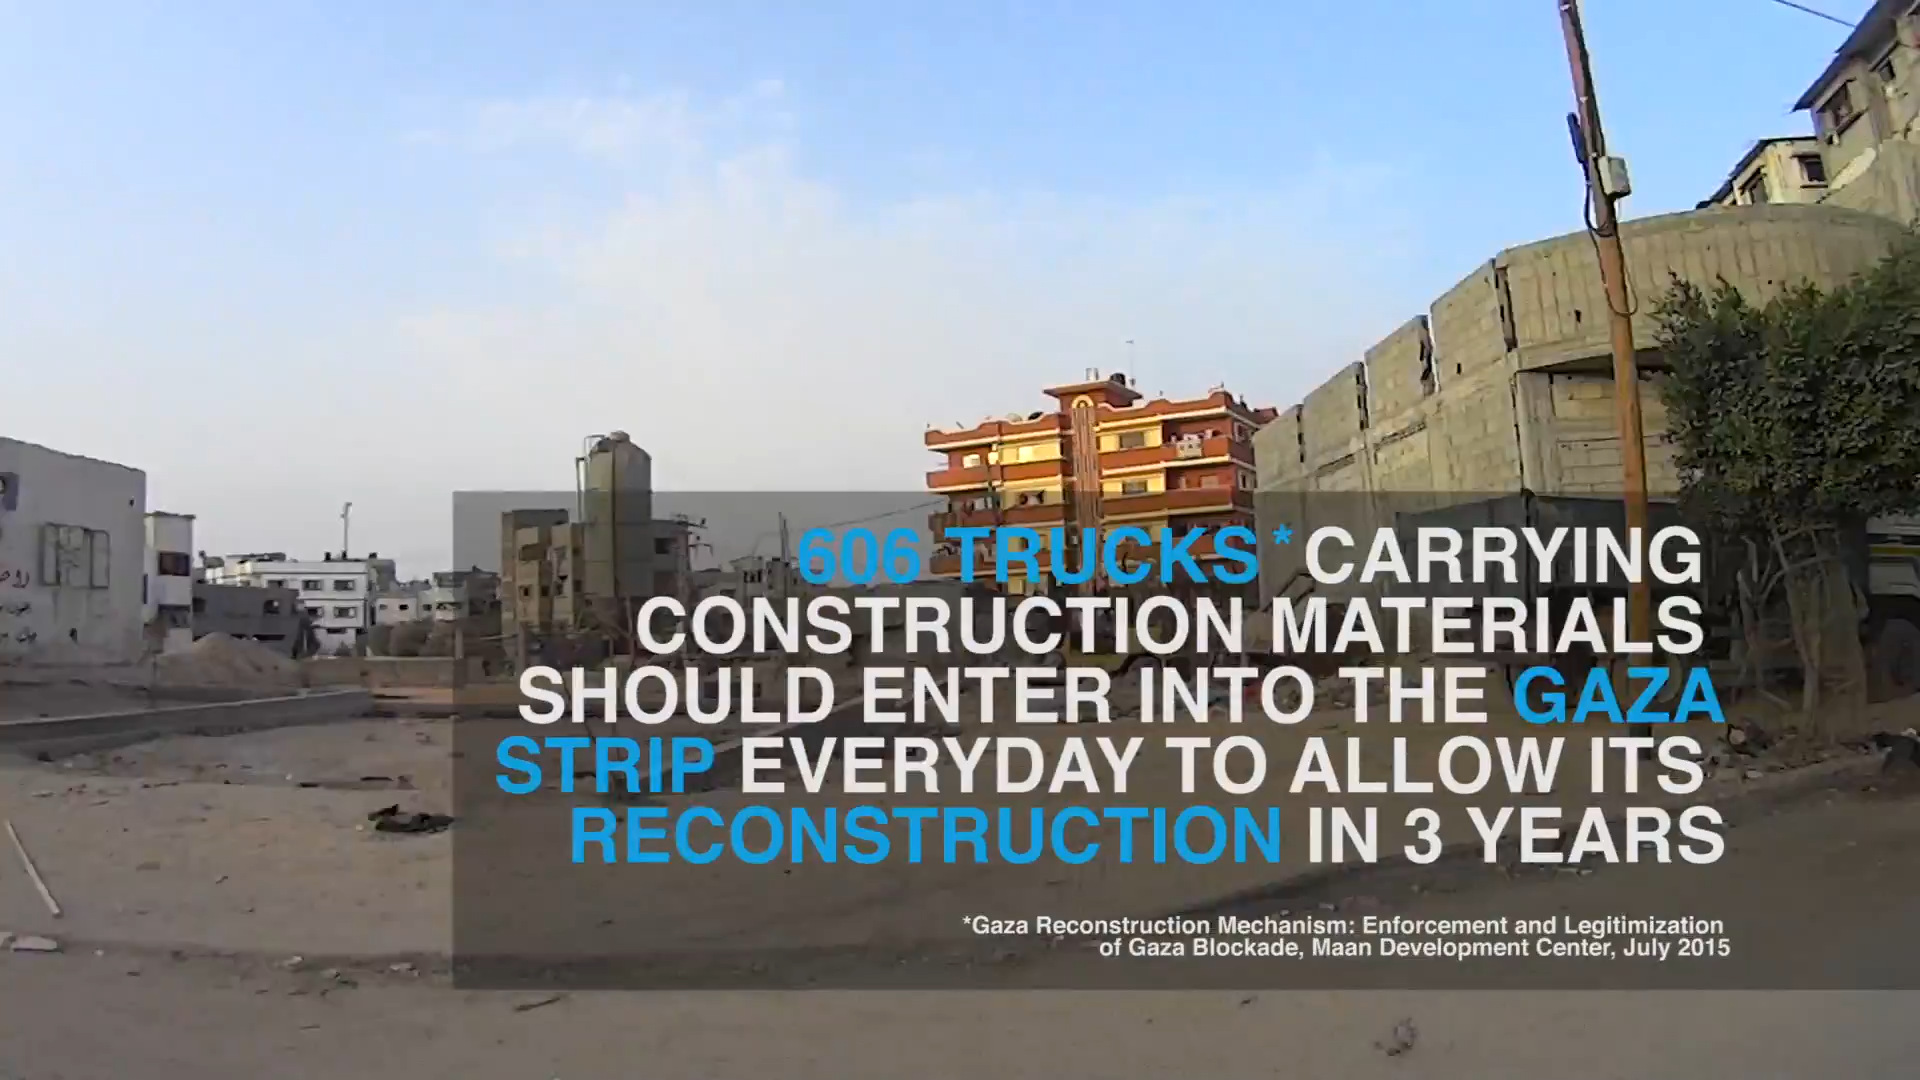 606 TRUCKS* CARRYING
CONSTRUCTION MATERIALS
SHOULD ENTER INTO THE GAZA
STRIP EVERYDAY TO ALLOW ITS
RECONSTRUCTION IN 3 YEARS
*Gaza Reconstruction Mechanism: Enforcement and Legitimization
of Gaza Blockade, Maan Development Center, July 2015